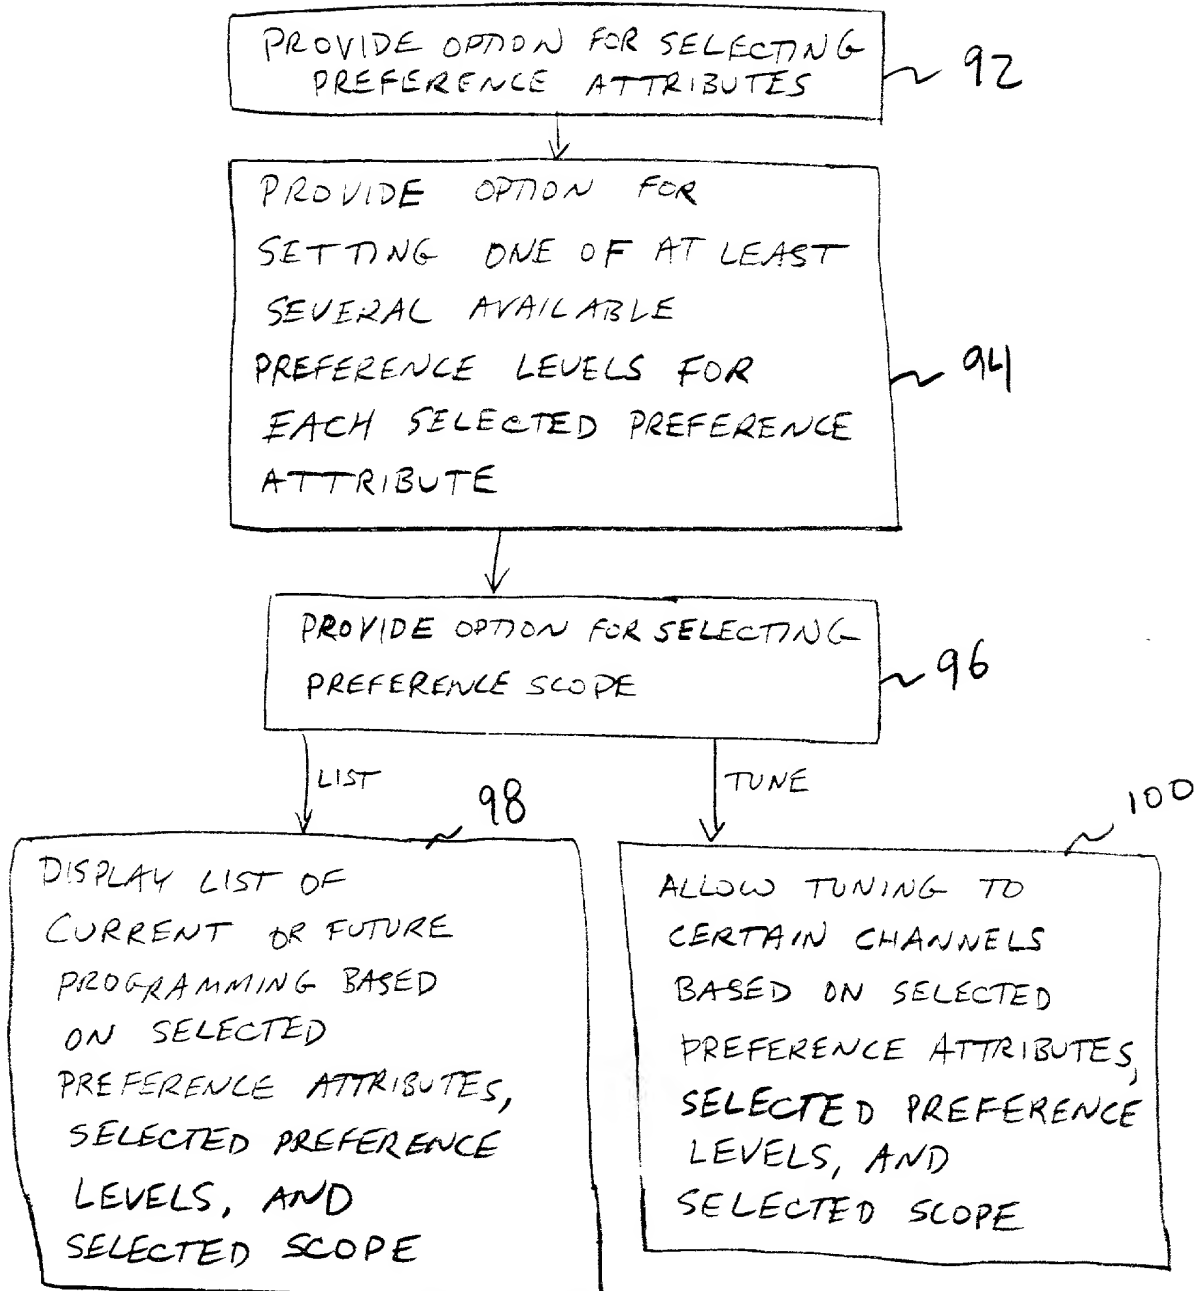 PROVIDE OPTION FOR SELECTING
PREFERENCE ATTRIBUTES
92
PROVIDE OPTION FOR
SETTING ONE OF AT LEAST
SEVERAL AVAILABLE
PREFERENCE LEVELS FOR
EACH SELECTED PREFERENCE
ATTRIBUTE
94
PROVIDE OPTION FOR SELECTING
PREFERENCE SCOPE
96
LIST
TUNE
98
DISPLAY LIST OF
CURRENT OR FUTURE
PROGRAMMING BASED
ON SELECTED
PREFERENCE ATTRIBUTES,
SELECTED PREFERENCE
LEVELS, AND
SELECTED SCOPE
100
ALLOW TUNING TO
CERTAIN CHANNELS
BASED ON SELECTED
PREFERENCE ATTRIBUTES,
SELECTED PREFERENCE
LEVELS, AND
SELECTED SCOPE